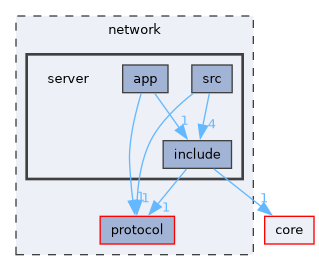 network
server
app
src
1
4
include
1
1
1
1
protocol
core